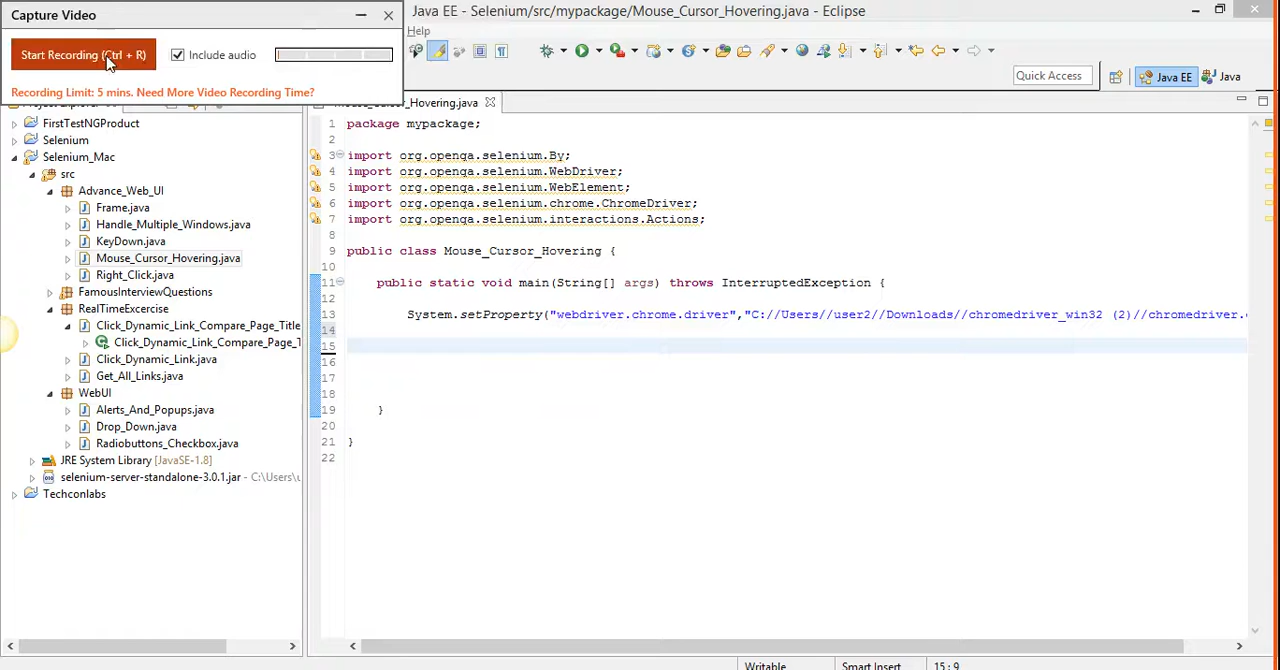 Capture Video
Java EE - Selenium/src/mypackage/Mouse_Cursor_Hovering.java - Eclipse
Help
Start Recording (Ctrl + R)
Include audio
Recording Limit: 5 mins. Need More Video Recording Time?
Quick Access
Java EE
Java
Mouse_Cursor_Hovering.java
FirstTestNGProduct
Selenium
Selenium_Mac
src
Advance_Web_UI
Frame.java
Handle_Multiple_Windows.java
KeyDown.java
Mouse_Cursor_Hovering.java
Right_Click.java
FamousInterviewQuestions
RealTimeExcercise
Click_Dynamic_Link_Compare_Page_Title
Click_Dynamic_Link_Compare_Page_T
Click_Dynamic_Link.java
Get_All_Links.java
WebUI
Alerts_And_Popups.java
Drop_Down.java
Radiobuttons_Checkbox.java
JRE System Library [JavaSE-1.8]
selenium-server-standalone-3.0.1.jar - C:\Users\u
Techconlabs
1 package mypackage;
2
3 import org.openqa.selenium.By;
4 import org.openqa.selenium.WebDriver;
5 import org.openqa.selenium.WebElement;
6 import org.openqa.selenium.chrome.ChromeDriver;
7 import org.openqa.selenium.interactions.Actions;
8
9 public class Mouse_Cursor_Hovering {
10
11 public static void main(String[] args) throws InterruptedException {
12
13 System.setProperty("webdriver.chrome.driver","C://Users//user2//Downloads//chromedriver_win32 (2)//chromedriver.
14
15
16
17
18
19 }
20
21 }
22
Writable
Smart Insert
15 : 9